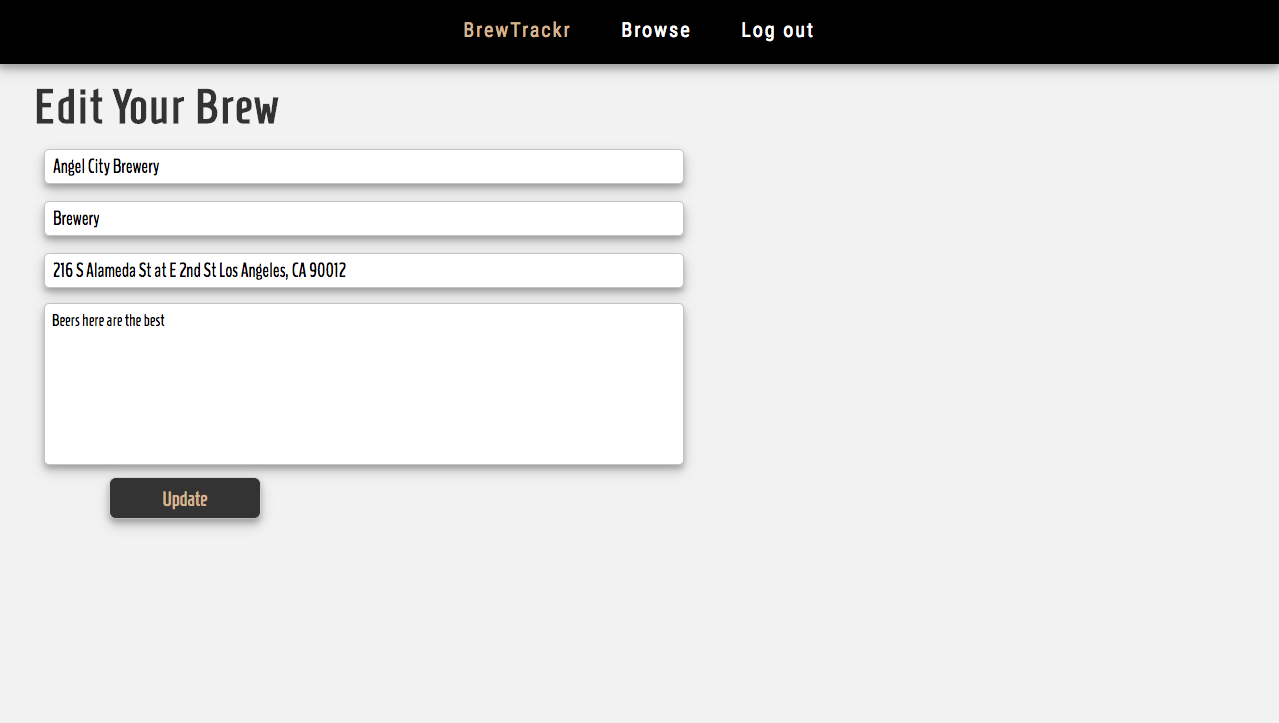 BrewTrackr Browse Log out
Edit Your Brew
Angel City Brewery
Brewery
216 S Alameda St at E 2nd St Los Angeles, CA 90012
Beers here are the best
Update